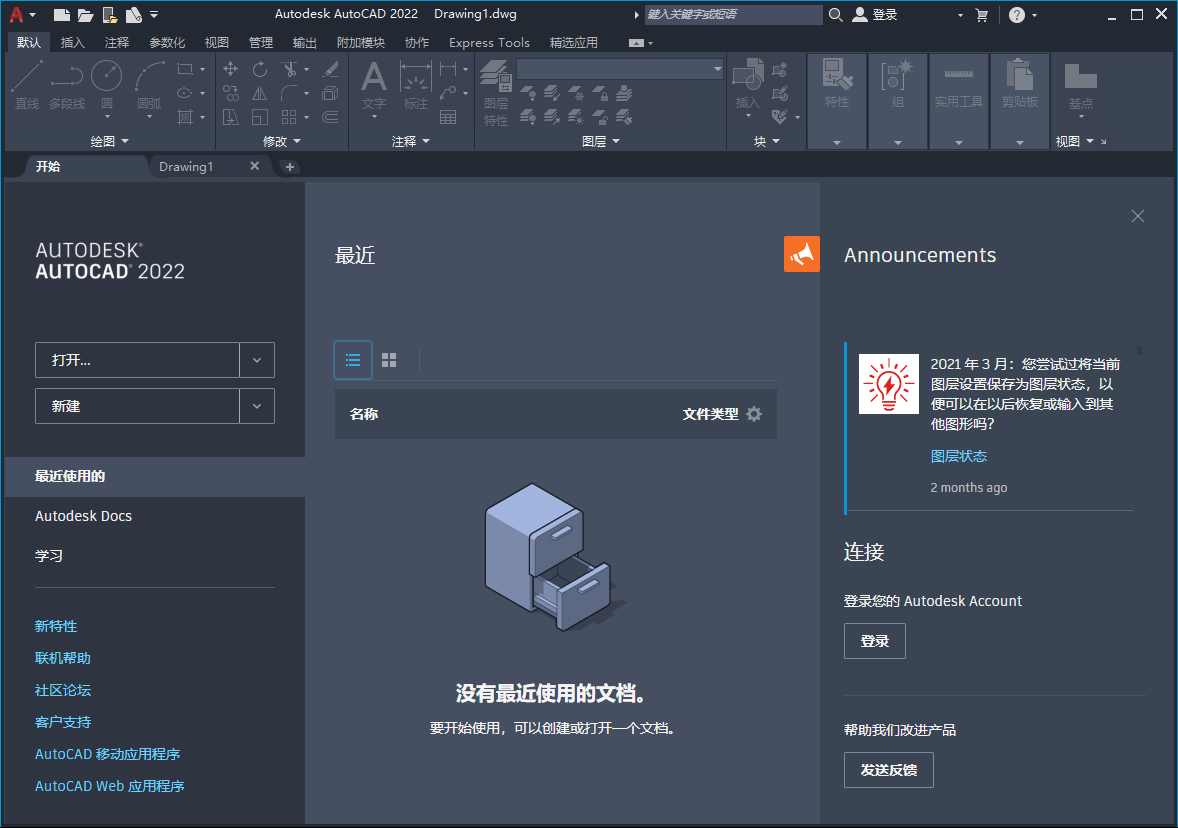 Autodesk AutoCAD 2022 Drawing1.dwg
键入关键字或短语
登录
默认 插入 注释 参数化 视图 管理 输出 附加模块 协作 Express Tools 精选应用
直线 多段线 圆 圆弧
文字 标注
图层特性
插入
特性 组 实用工具 剪贴板 基点
绘图 修改 注释 图层 块 视图
开始 Drawing1
AUTODESK®
AUTOCAD® 2022
打开...
新建
最近使用的
Autodesk Docs
学习
新特性
联机帮助
社区论坛
客户支持
AutoCAD 移动应用程序
AutoCAD Web 应用程序
最近
名称 文件类型
没有最近使用的文档。
要开始使用，可以创建或打开一个文档。
Announcements
2021 年 3 月：您尝试过将当前
图层设置保存为图层状态，以
便可以在以后恢复或输入到其
他图形吗?
图层状态
2 months ago
连接
登录您的 Autodesk Account
登录
帮助我们改进产品
发送反馈